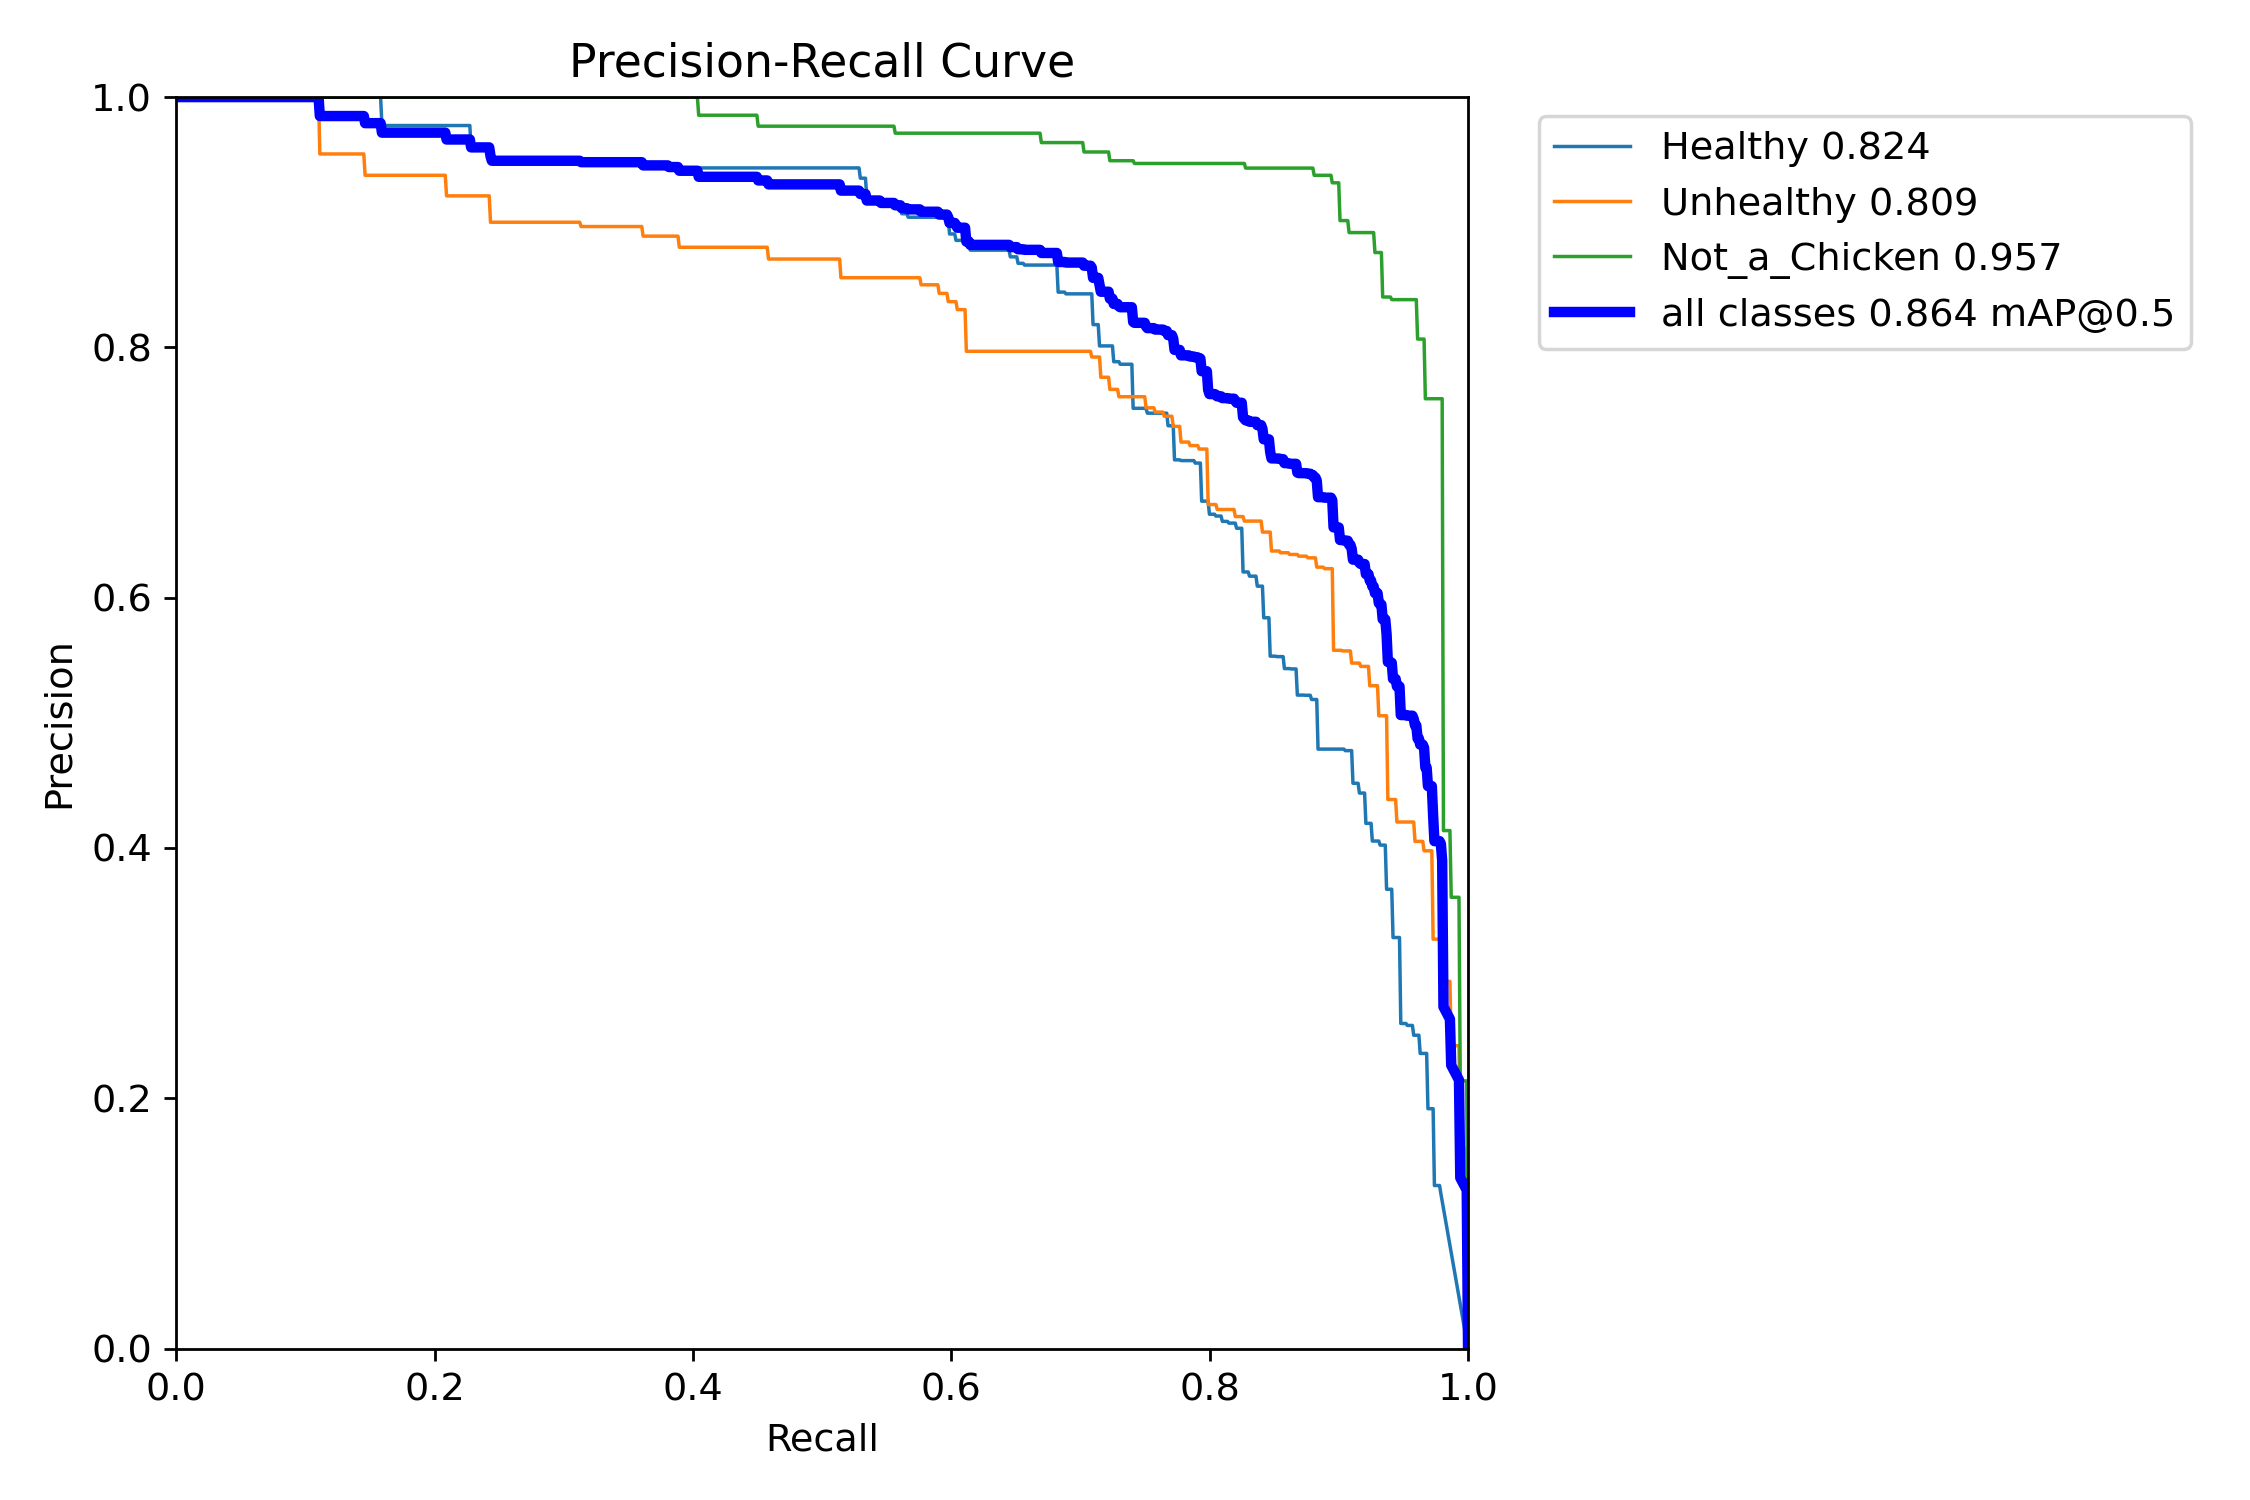 Precision-Recall Curve
1.0
0.8
0.6
0.4
0.2
0.0
Precision
0.0 0.2 0.4 0.6 0.8 1.0
Recall
Healthy 0.824
Unhealthy 0.809
Not_a_Chicken 0.957
all classes 0.864 mAP@0.5